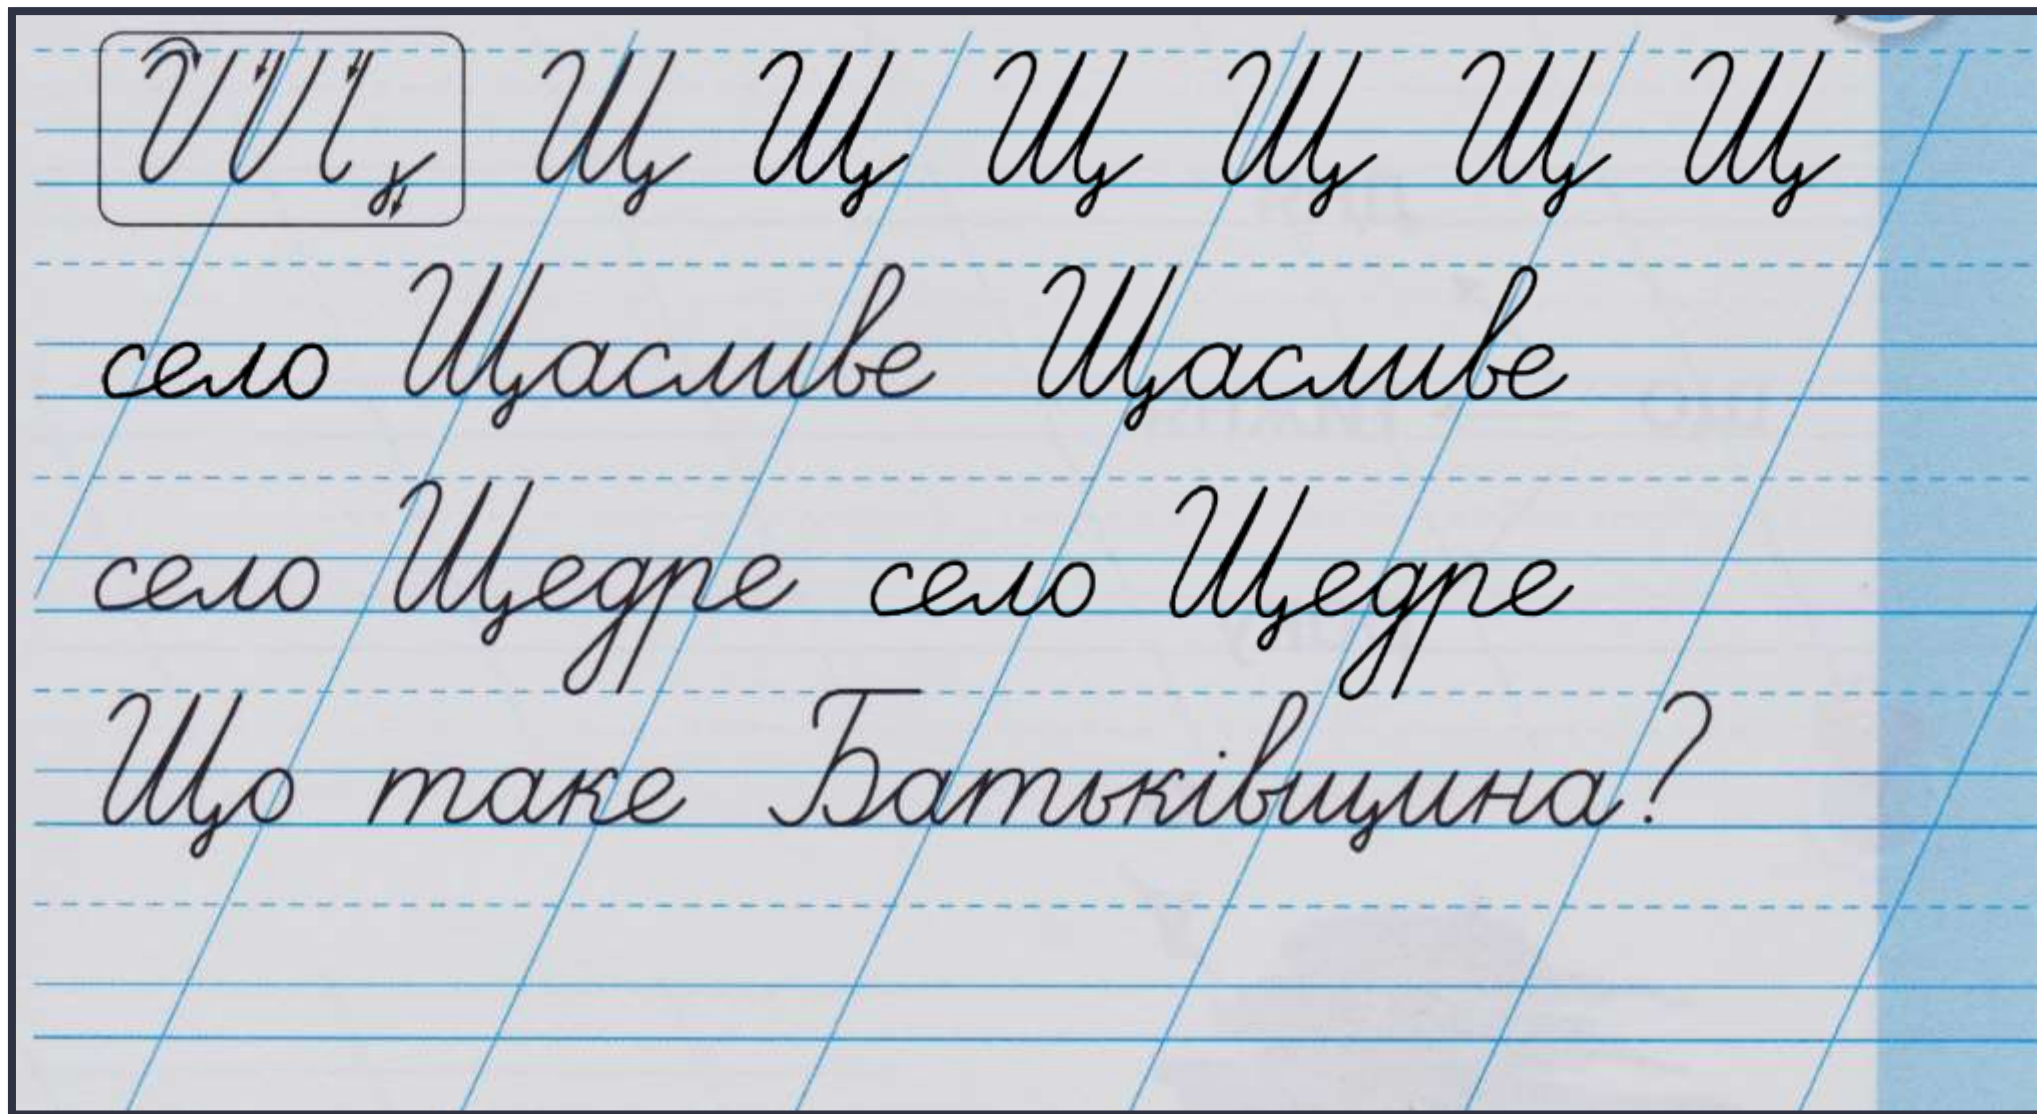 Щ Щ Щ Щ Щ Щ
село Щасливе Щасливе
село Щедре село Щедре
Що таке Батьківщина?